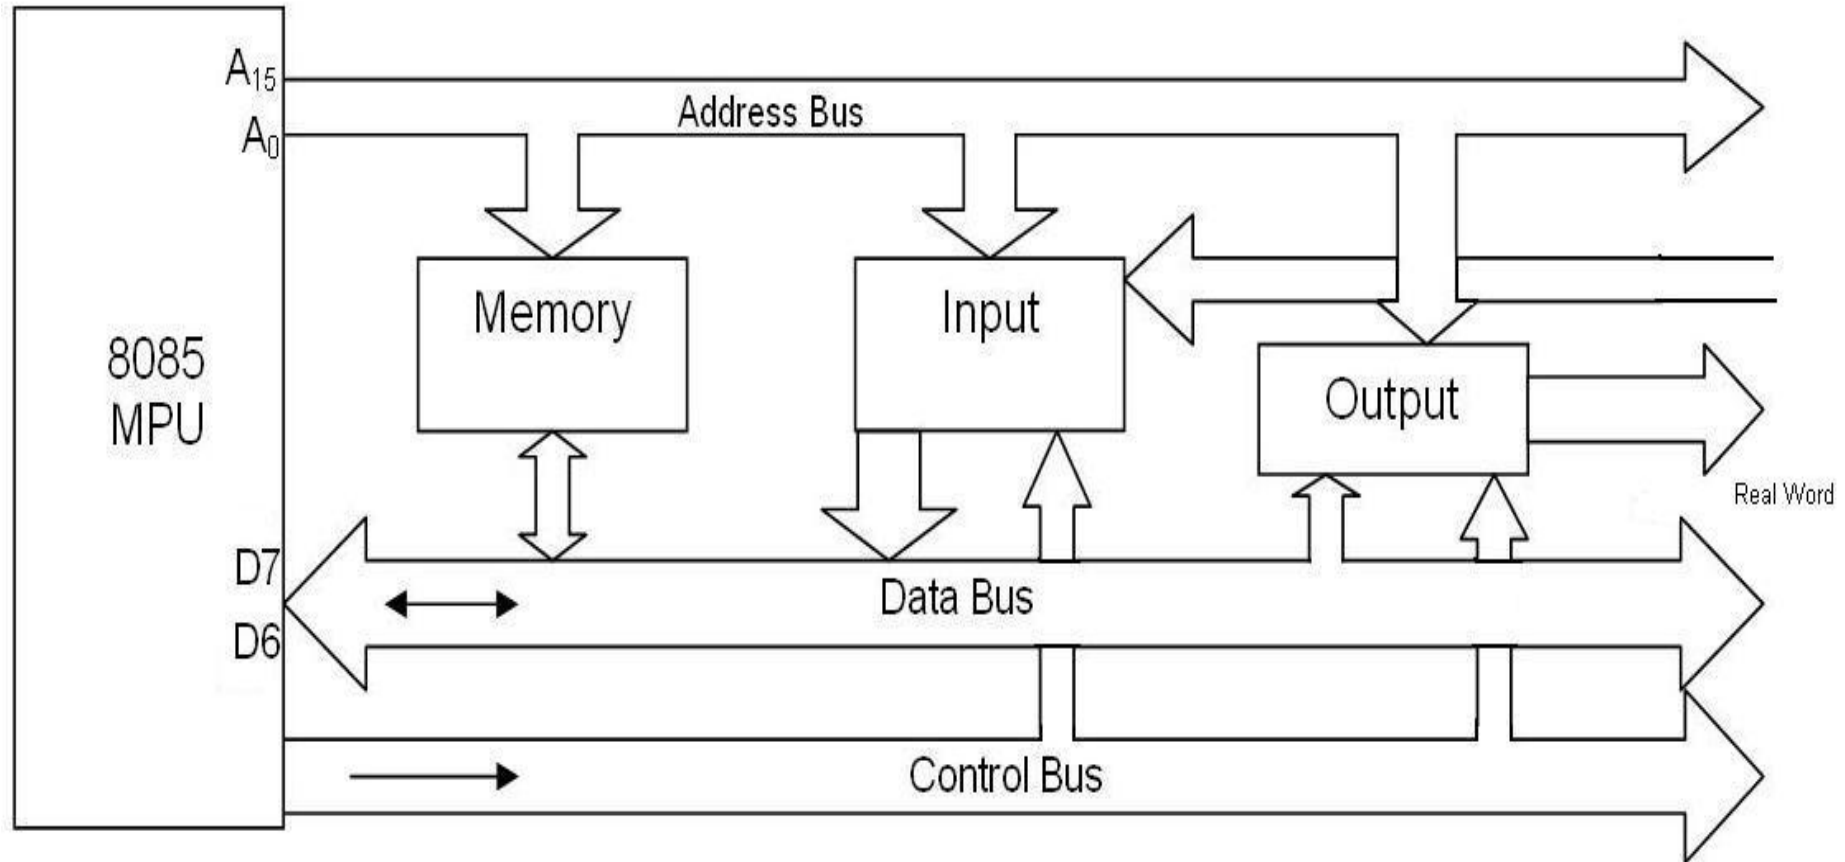 A15
Address Bus
A0
Memory
Input
8085
MPU
Output
Real Word
D7
Data Bus
D6
Control Bus